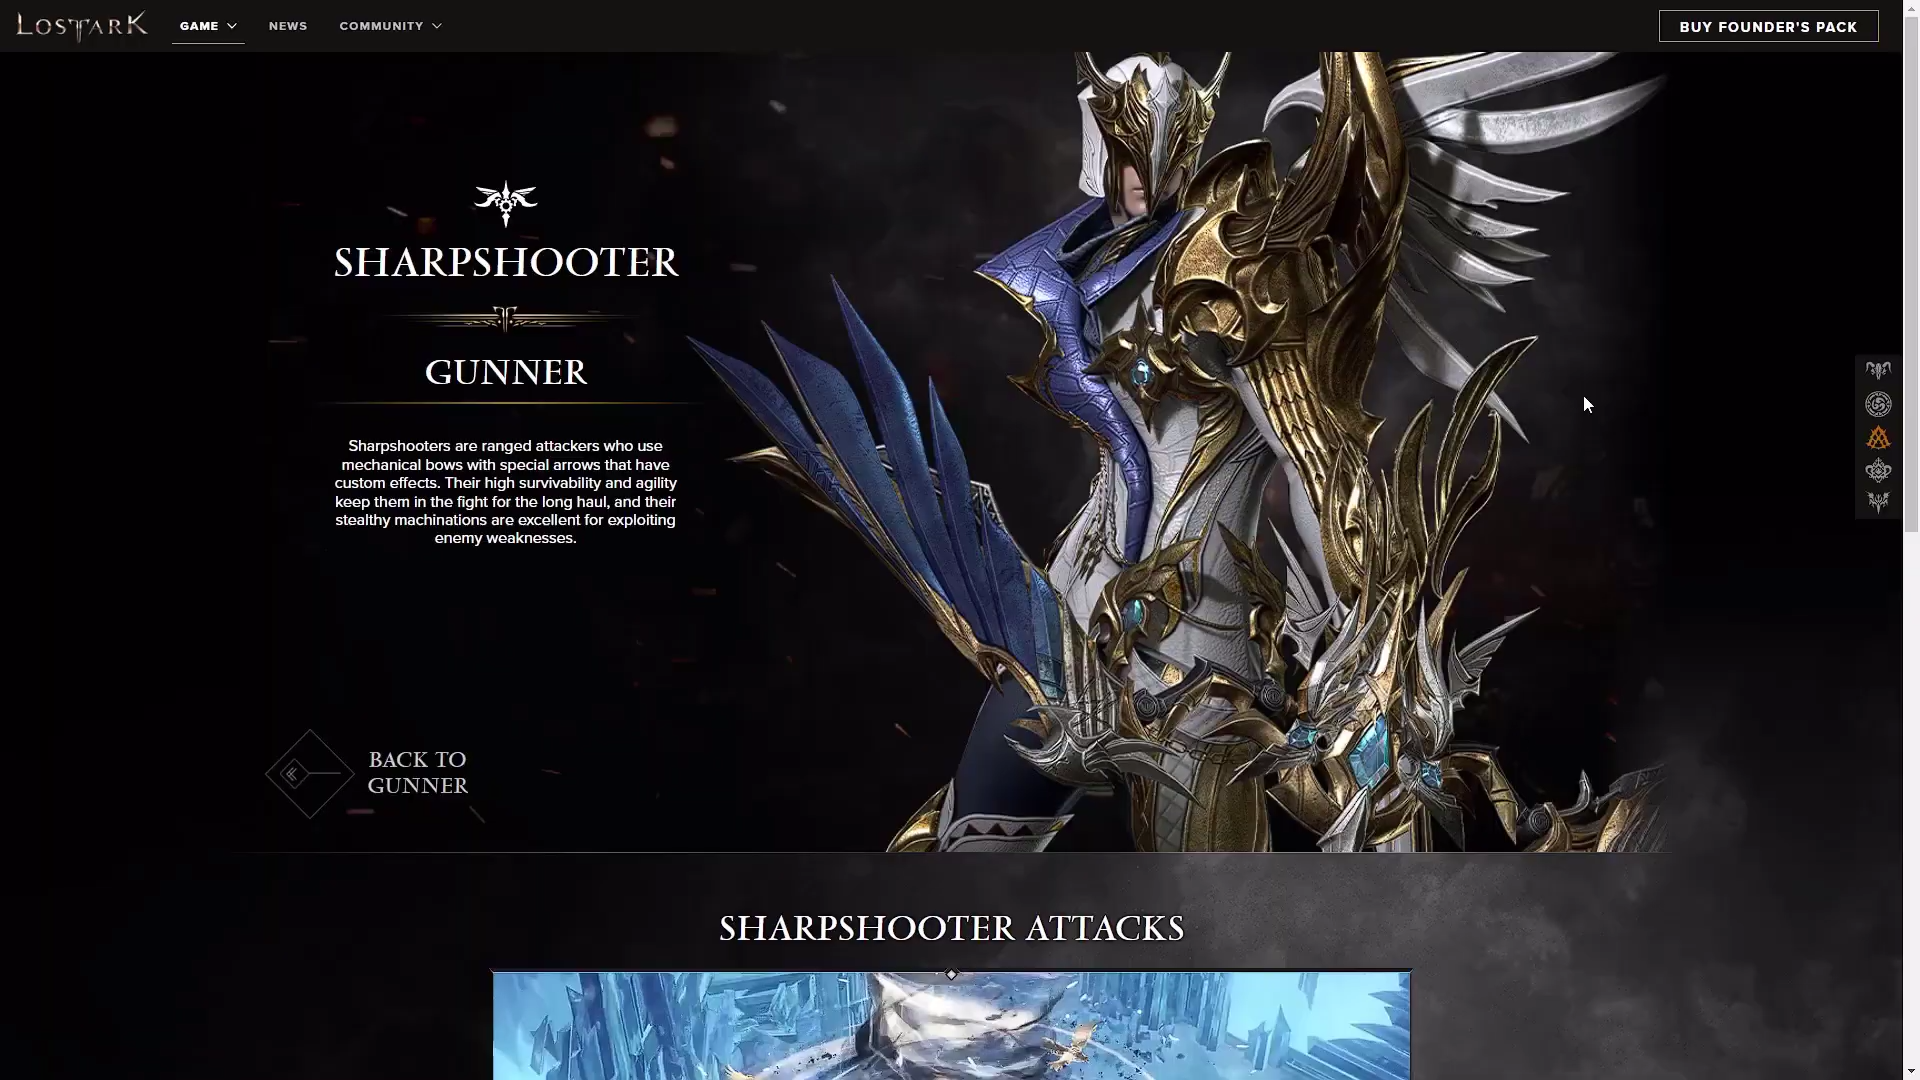 LOST ARK
GAME
NEWS
COMMUNITY
BUY FOUNDER'S PACK
SHARPSHOOTER
GUNNER
Sharpshooters are ranged attackers who use
mechanical bows with special arrows that have
custom effects. Their high survivability and agility
keep them in the fight for the long haul, and their
stealthy machinations are excellent for exploiting
enemy weaknesses.
BACK TO
GUNNER
SHARPSHOOTER ATTACKS